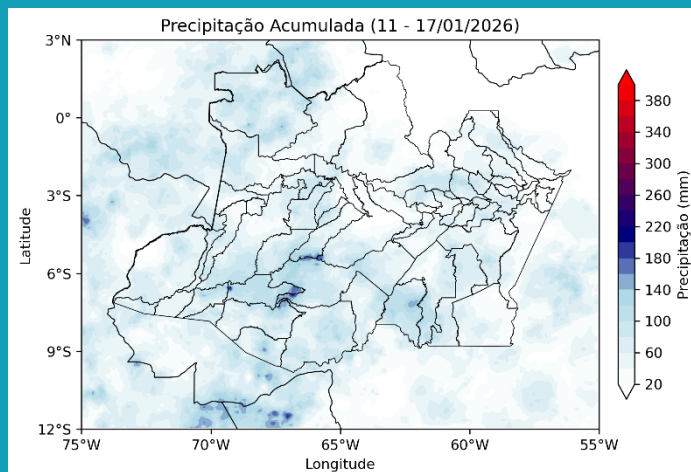 Precipitação Acumulada (11 - 17/01/2026)
3°N
0°
3°S
6°S
9°S
12°S
Latitude
75°W 70°W 65°W 60°W 55°W
Longitude
380
340
300
260
220
180
140
100
60
20
Precipitação (mm)